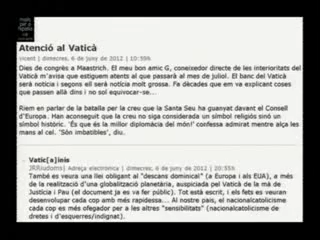 Atenció al Vaticà
vicent | dimecres, 6 de juny de 2012 | 10:59h
Dies de congrés a Maastrich. El meu bon amic G, coneixedor directe de les interioritats del
Vaticà m'avisa que estiguem atents al que passarà al mes de juliol. El banc del Vaticà
serà notícia i segons ell serà notícia molt grossa. Fa dècades que em va explicant coses
que passen allà dins i no sol equivocar-se...
Riem en parlar de la batalla per la creu que la Santa Seu ha guanyat davant el Consell
d'Europa. Han aconseguit que la creu no siga considerada un símbol religiós sinó un
símbol històric. 'És que és la millor diplomàcia del món!' confessa admirat mentre alça les
mans al cel. 'Són imbatibles', diu.
Vatic[a]inis
JRRiudoms | Adreça electrònica | dimecres, 6 de juny de 2012 | 20:55h
També es veura una llei obligant al "descans dominical" (a Europa i als EUA), a més
de la realització d'una globalització planetària, auspiciada pel Vaticà de la mà de
Justícia i Pau (el document ja es va fer públic). Tot està escrit, i els fets es veuran
desenvolupar cada cop amb més rapidessa... Al nostre país, el nacionalcatolicisme
cada cop es més ofegador per a les altres "sensibilitats" (nacionalcatolicisme de
dretes i d'esquerres/indignat).